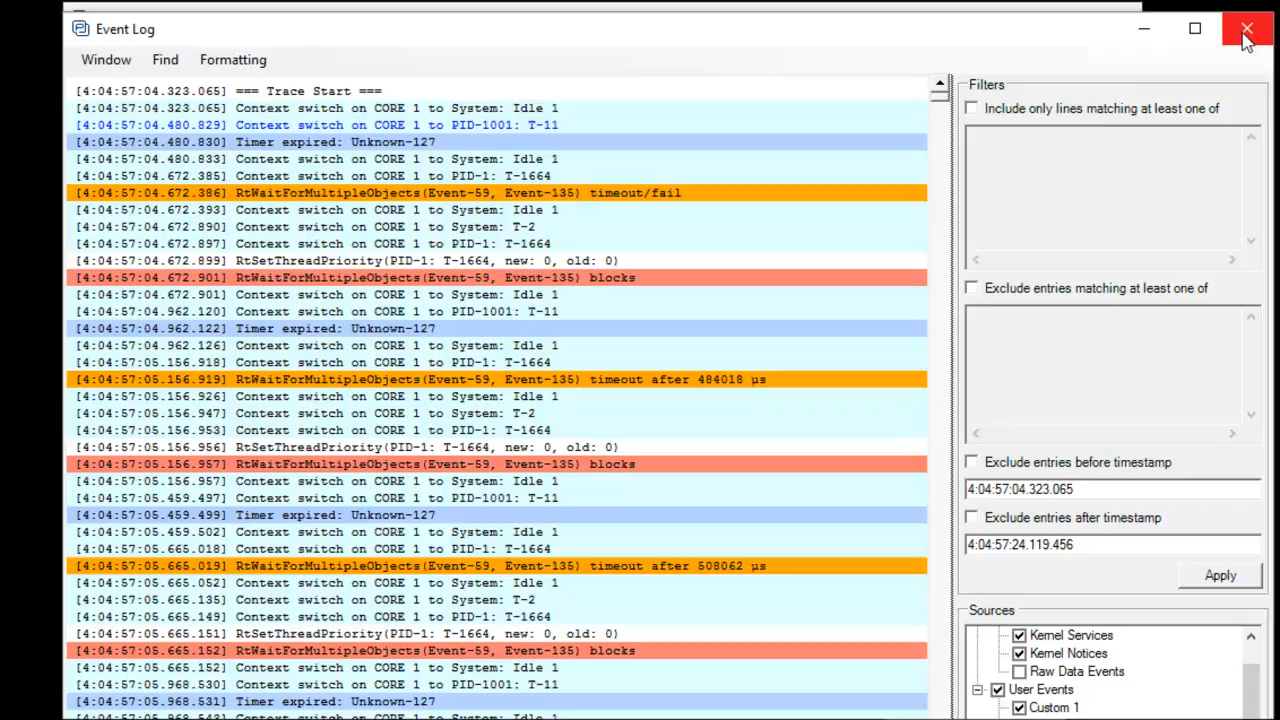 Event Log
Window Find Formatting
[4:04:57:04.323.065] === Trace Start ===
[4:04:57:04.323.065] Context switch on CORE 1 to System: Idle 1
[4:04:57:04.480.829] Context switch on CORE 1 to PID-1001: T-11
[4:04:57:04.480.830] Timer expired: Unknown-127
[4:04:57:04.480.833] Context switch on CORE 1 to System: Idle 1
[4:04:57:04.672.385] Context switch on CORE 1 to PID-1: T-1664
[4:04:57:04.672.386] RtWaitForMultipleObjects(Event-59, Event-135) timeout/fail
[4:04:57:04.672.393] Context switch on CORE 1 to System: Idle 1
[4:04:57:04.672.890] Context switch on CORE 1 to System: T-2
[4:04:57:04.672.897] Context switch on CORE 1 to PID-1: T-1664
[4:04:57:04.672.899] RtSetThreadPriority(PID-1: T-1664, new: 0, old: 0)
[4:04:57:04.672.901] RtWaitForMultipleObjects(Event-59, Event-135) blocks
[4:04:57:04.672.901] Context switch on CORE 1 to System: Idle 1
[4:04:57:04.962.120] Context switch on CORE 1 to PID-1001: T-11
[4:04:57:04.962.122] Timer expired: Unknown-127
[4:04:57:04.962.126] Context switch on CORE 1 to System: Idle 1
[4:04:57:05.156.918] Context switch on CORE 1 to PID-1: T-1664
[4:04:57:05.156.919] RtWaitForMultipleObjects(Event-59, Event-135) timeout after 484018 µs
[4:04:57:05.156.926] Context switch on CORE 1 to System: Idle 1
[4:04:57:05.156.947] Context switch on CORE 1 to System: T-2
[4:04:57:05.156.953] Context switch on CORE 1 to PID-1: T-1664
[4:04:57:05.156.956] RtSetThreadPriority(PID-1: T-1664, new: 0, old: 0)
[4:04:57:05.156.957] RtWaitForMultipleObjects(Event-59, Event-135) blocks
[4:04:57:05.156.957] Context switch on CORE 1 to System: Idle 1
[4:04:57:05.459.497] Context switch on CORE 1 to PID-1001: T-11
[4:04:57:05.459.499] Timer expired: Unknown-127
[4:04:57:05.459.502] Context switch on CORE 1 to System: Idle 1
[4:04:57:05.665.018] Context switch on CORE 1 to PID-1: T-1664
[4:04:57:05.665.019] RtWaitForMultipleObjects(Event-59, Event-135) timeout after 508062 µs
[4:04:57:05.665.052] Context switch on CORE 1 to System: Idle 1
[4:04:57:05.665.135] Context switch on CORE 1 to System: T-2
[4:04:57:05.665.149] Context switch on CORE 1 to PID-1: T-1664
[4:04:57:05.665.151] RtSetThreadPriority(PID-1: T-1664, new: 0, old: 0)
[4:04:57:05.665.152] RtWaitForMultipleObjects(Event-59, Event-135) blocks
[4:04:57:05.665.152] Context switch on CORE 1 to System: Idle 1
[4:04:57:05.968.530] Context switch on CORE 1 to PID-1001: T-11
[4:04:57:05.968.531] Timer expired: Unknown-127
[4:04:57:05.968.543] Context switch on CORE 1 to System: Idle 1
Filters
Include only lines matching at least one of
Exclude entries matching at least one of
Exclude entries before timestamp
4:04:57:04.323.065
Exclude entries after timestamp
4:04:57:24.119.456
Apply
Sources
Kernel Services
Kernel Notices
Raw Data Events
User Events
Custom 1